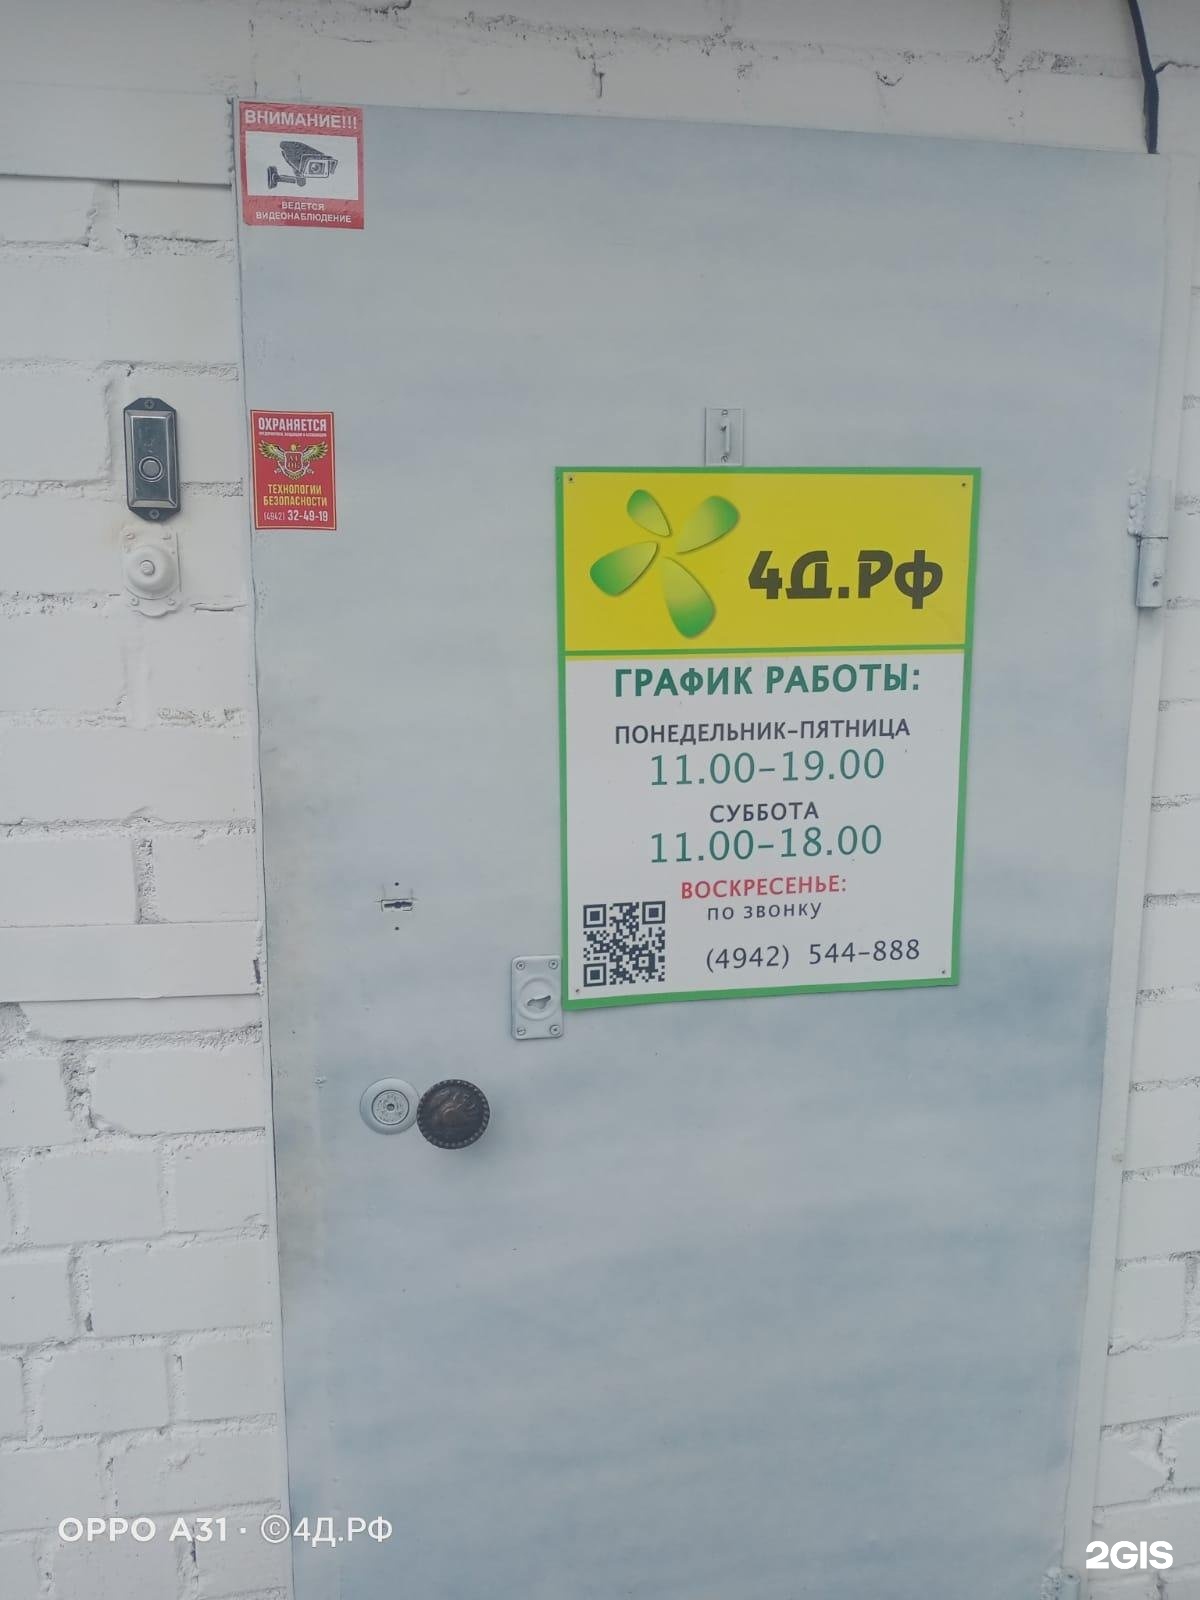 ВНИМАНИЕ!!!
ВЕДЕТСЯ
ВИДЕОНАБЛЮДЕНИЕ
ОХРАНЯЕТСЯ
ТЕХНОЛОГИИ
БЕЗОПАСНОСТИ
(4942) 32-49-19
4Д.РФ
ГРАФИК РАБОТЫ:
ПОНЕДЕЛЬНИК-ПЯТНИЦА
11.00-19.00
СУББОТА
11.00-18.00
ВОСКРЕСЕНЬЕ:
ПО ЗВОНКУ
(4942) 544-888
OPPO A31 · ©4Д.РФ
2GIS